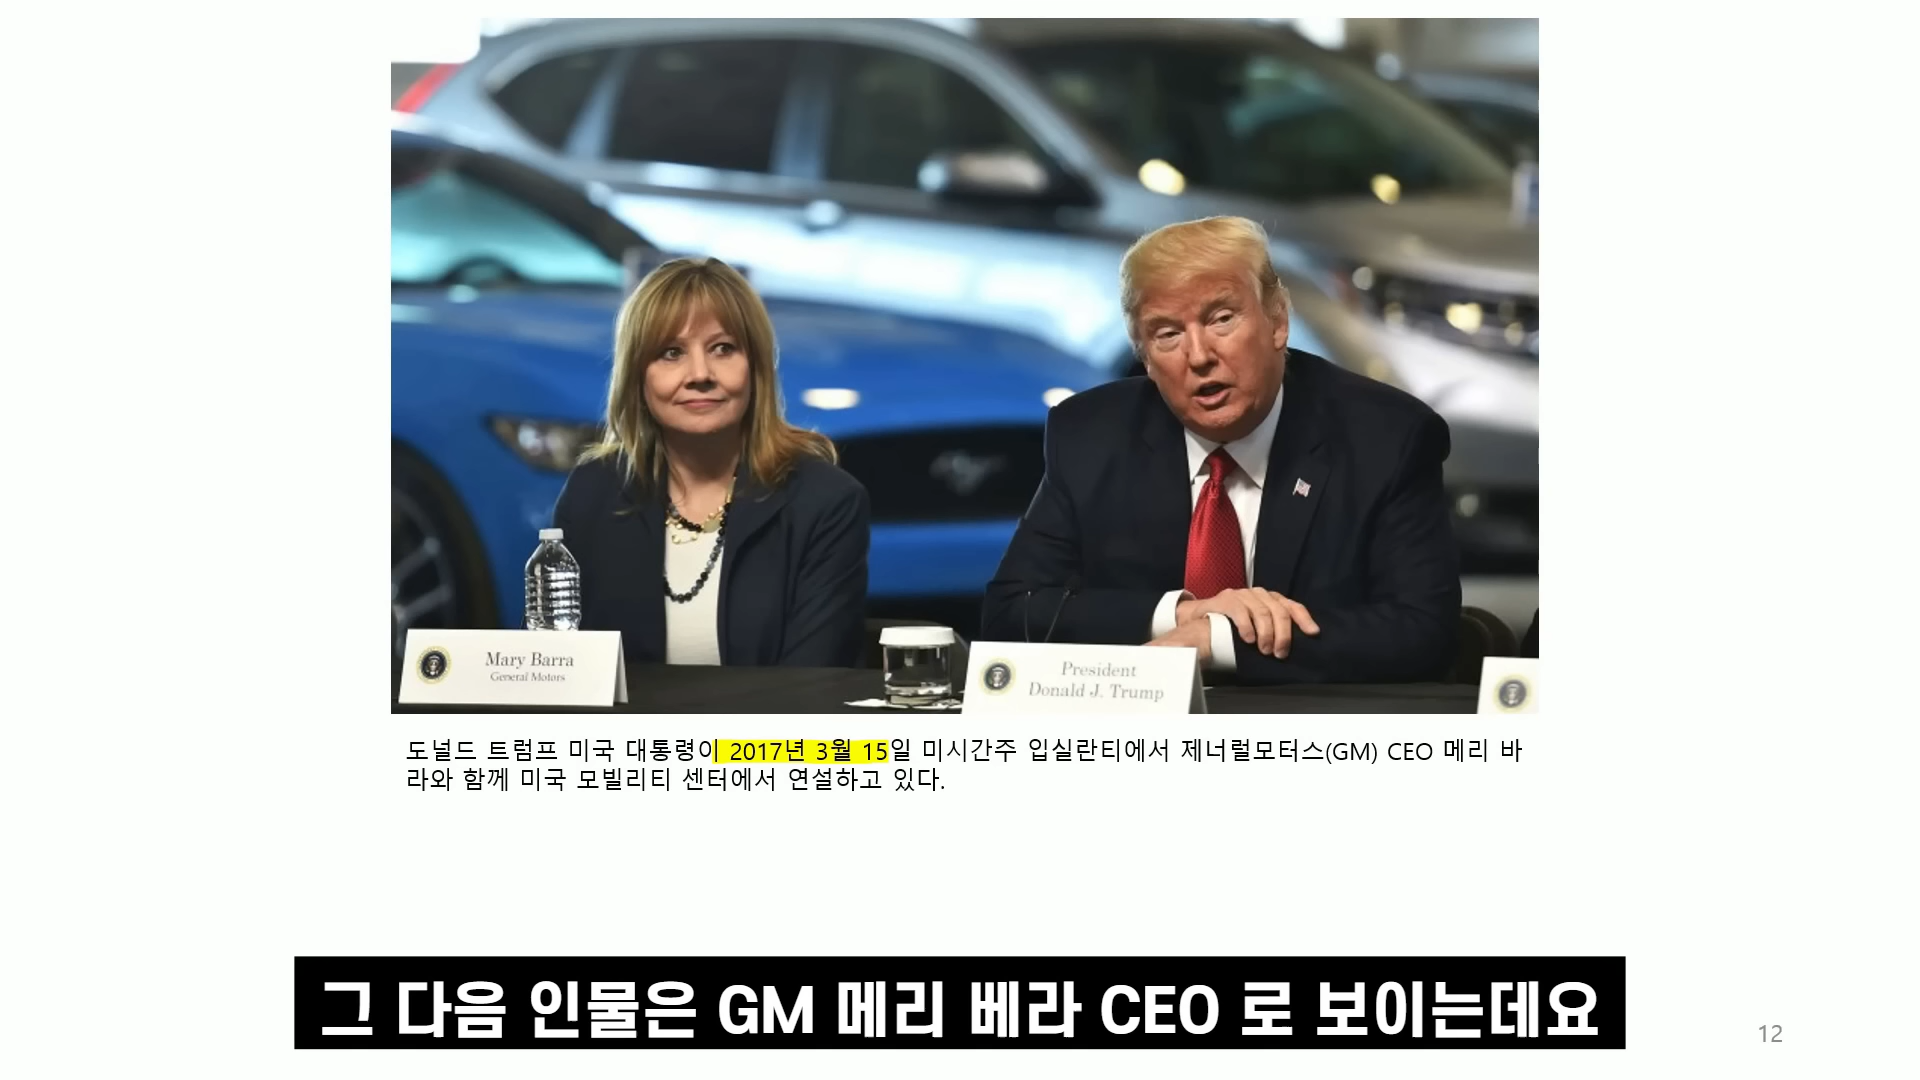 Mary Barra
General Motors
President
Donald J. Trump
도널드 트럼프 미국 대통령이 2017년 3월 15일 미시간주 입실란티에서 제너럴모터스(GM) CEO 메리 바
라와 함께 미국 모빌리티 센터에서 연설하고 있다.
그 다음 인물은 GM 메리 베라 CEO 로 보이는데요
12